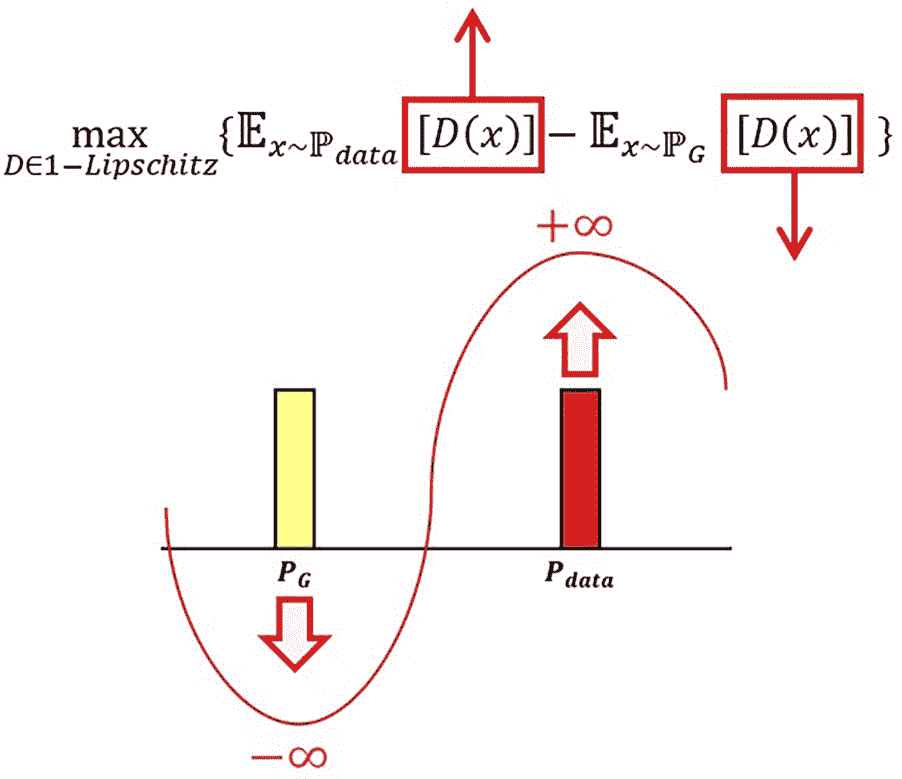 max {𝔼x~ℙdata [D(x)] − 𝔼x~ℙG [D(x)] }
D∈1−Lipschitz
+∞
PG Pdata
−∞